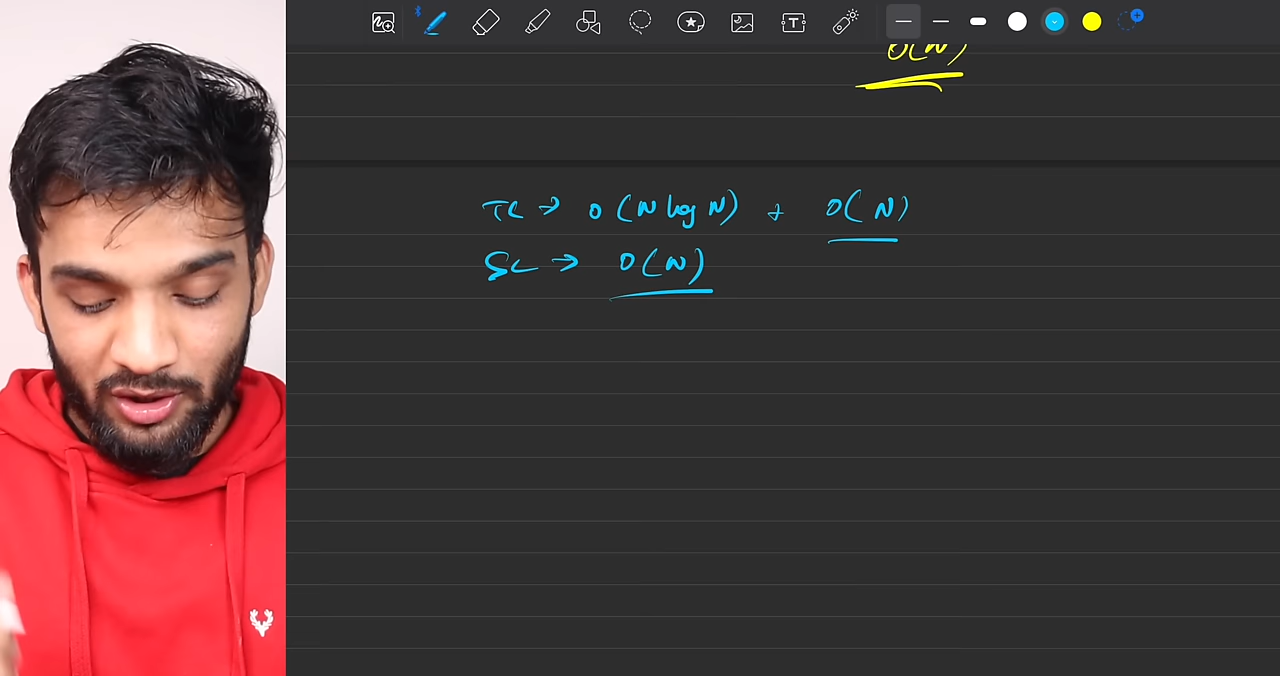 O(N)
TC → O(N log N) + O(N)
SC → O(N)